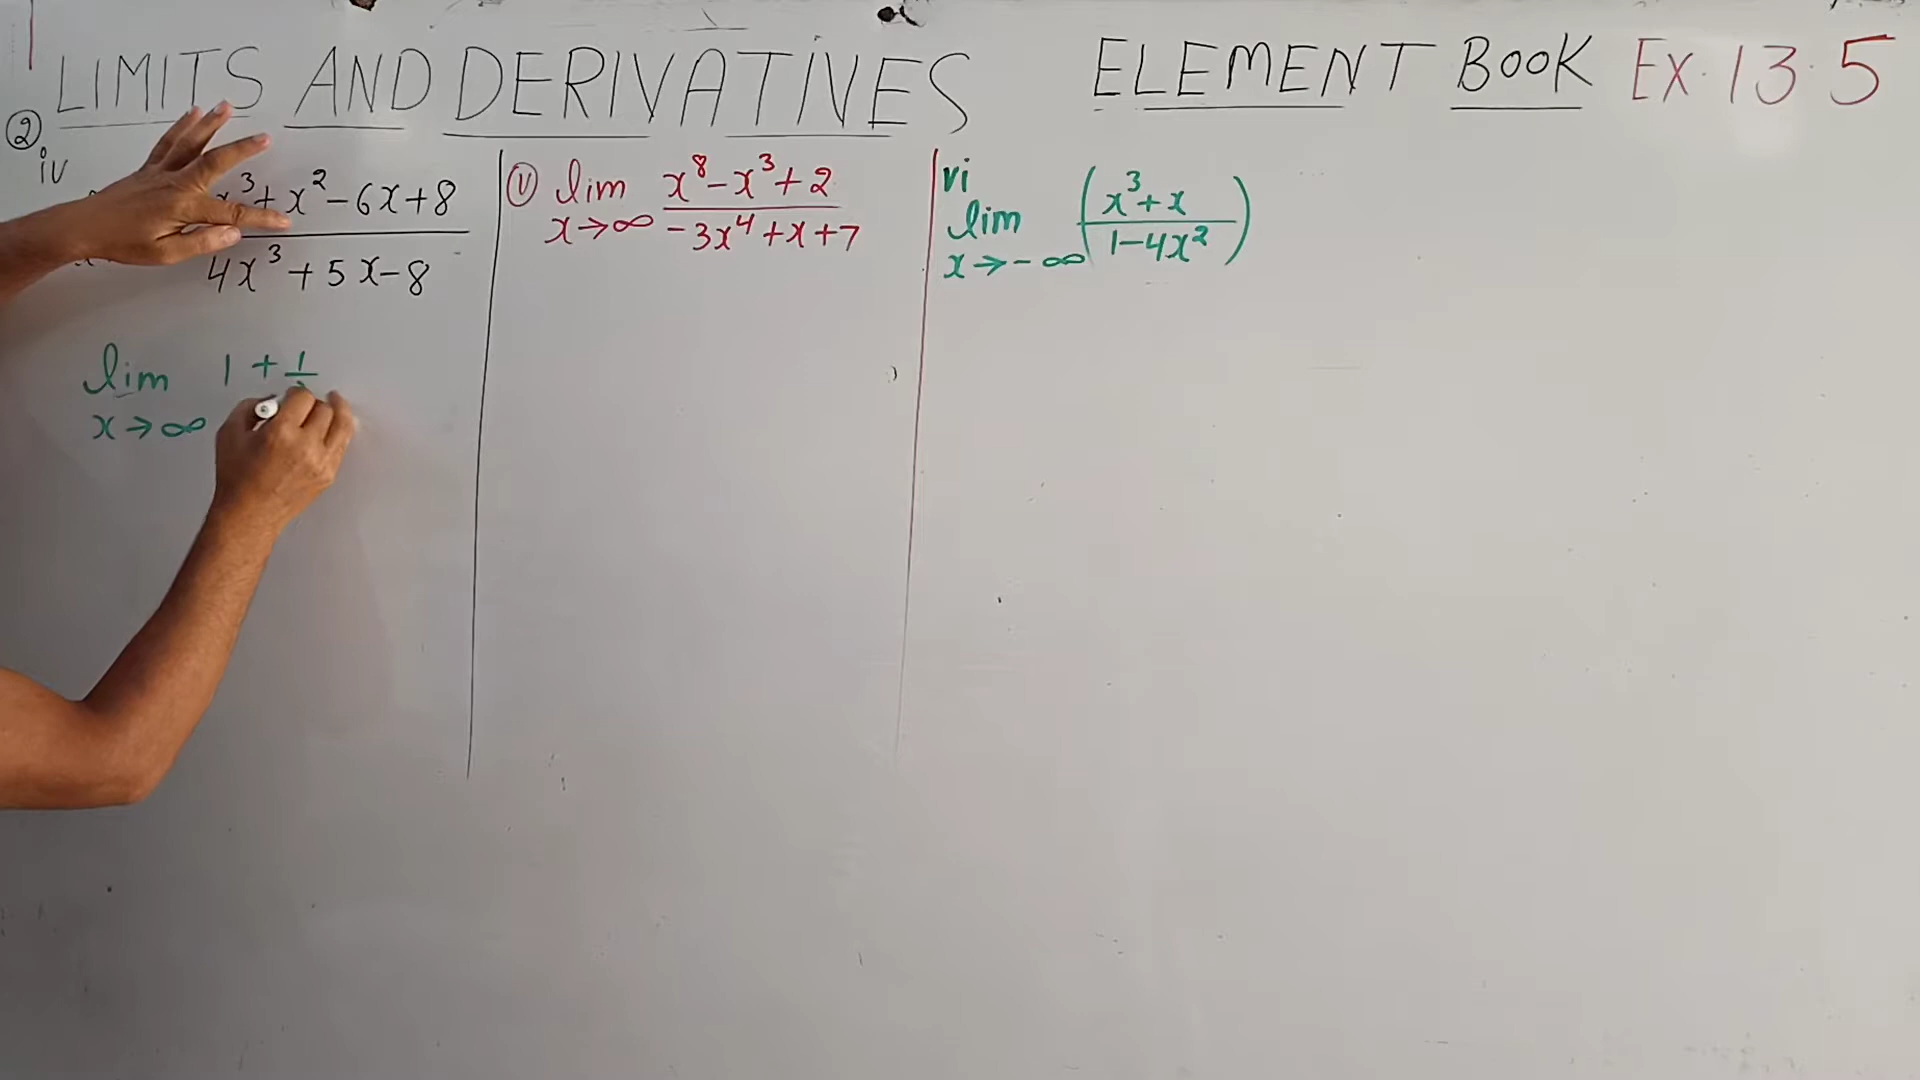 LIMITS AND DERIVATIVES ELEMENT BOOK EX. 13.5
② iv
x³ + x² - 6x + 8
4x³ + 5x - 8
lim 1 + 1
x → ∞
Ⓥ lim x⁸ - x³ + 2
x → ∞ -3x⁴ + x + 7
vi
lim (x³ + x
x → -∞ 1 - 4x²)